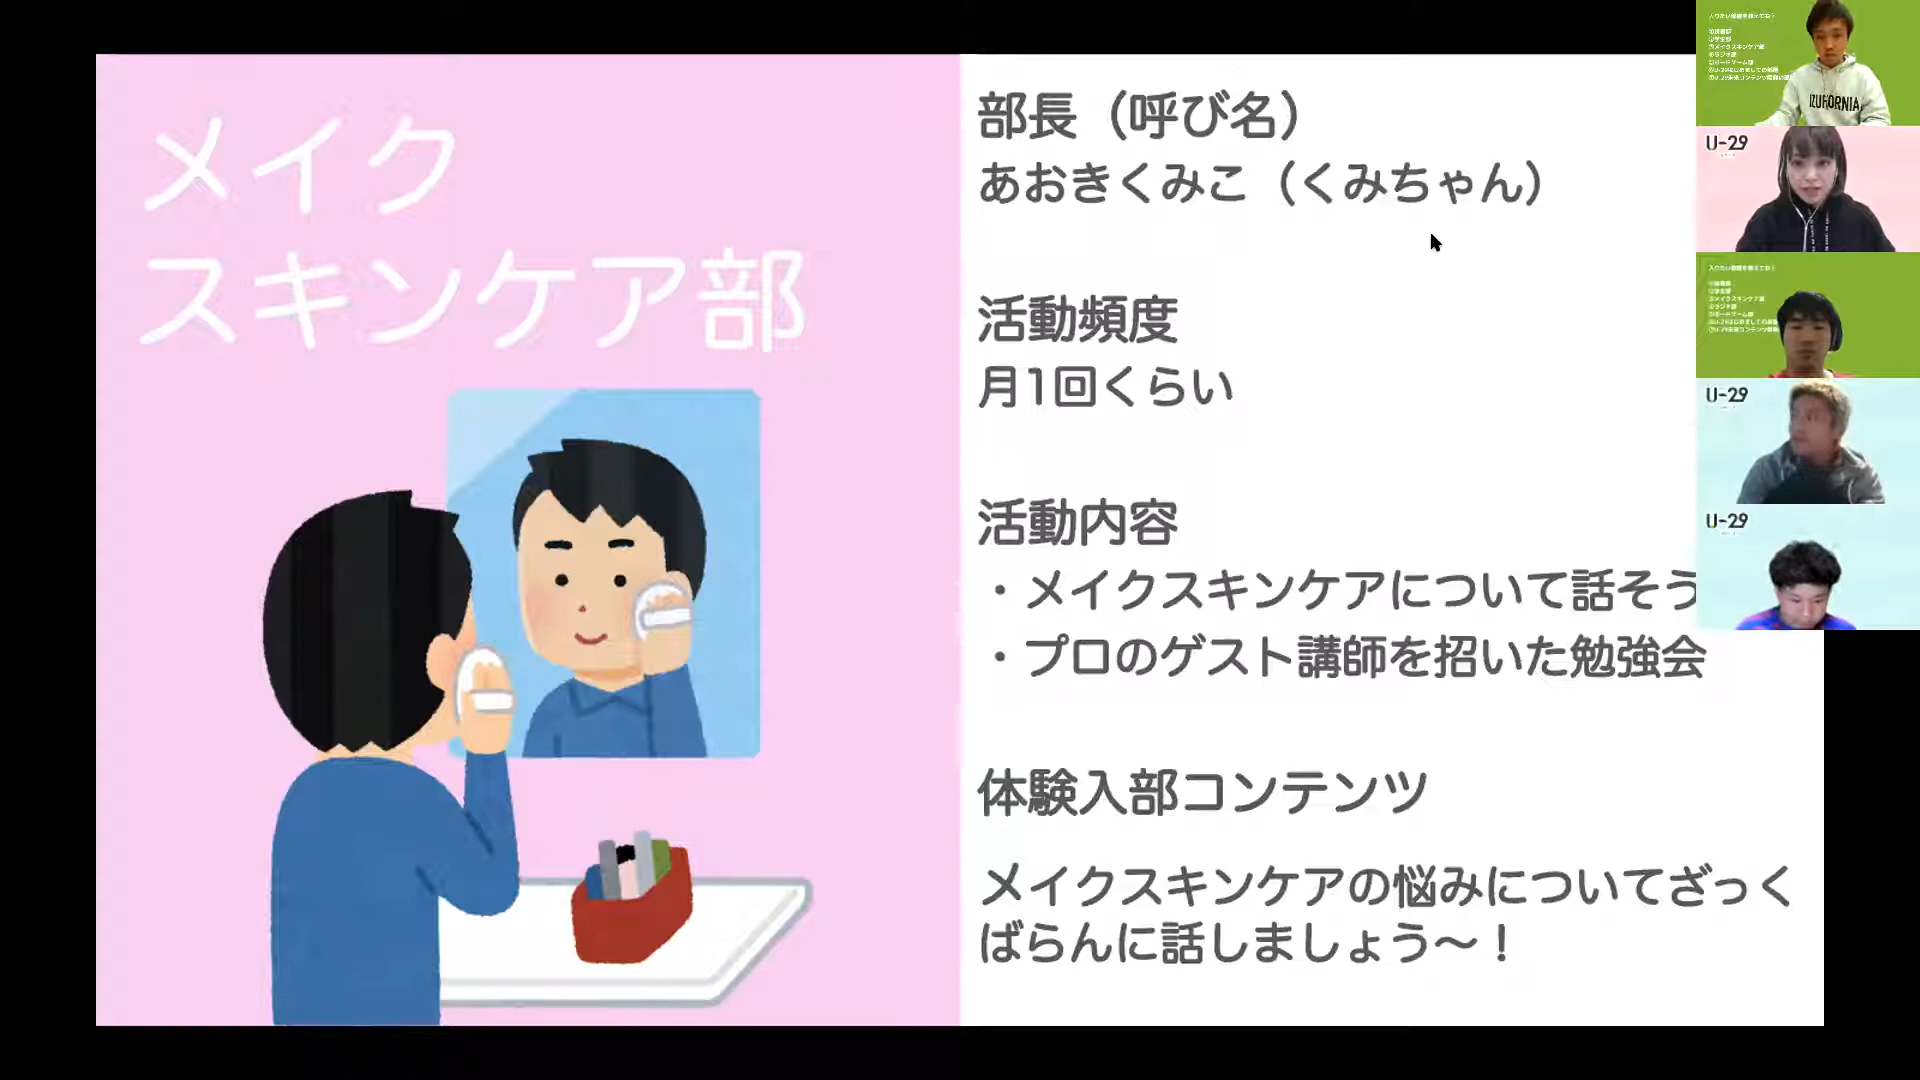 メイク
スキンケア部
部長（呼び名）
あおきくみこ（くみちゃん）
活動頻度
月1回くらい
活動内容
・メイクスキンケアについて話そう
・プロのゲスト講師を招いた勉強会
体験入部コンテンツ
メイクスキンケアの悩みについてざっく
ばらんに話しましょう〜！
IZUFORNIA
U-29
U-29
U-29